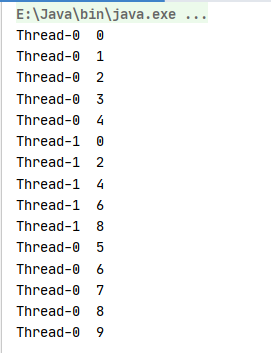 E:\Java\bin\java.exe ...
Thread-0  0
Thread-0  1
Thread-0  2
Thread-0  3
Thread-0  4
Thread-1  0
Thread-1  2
Thread-1  4
Thread-1  6
Thread-1  8
Thread-0  5
Thread-0  6
Thread-0  7
Thread-0  8
Thread-0  9